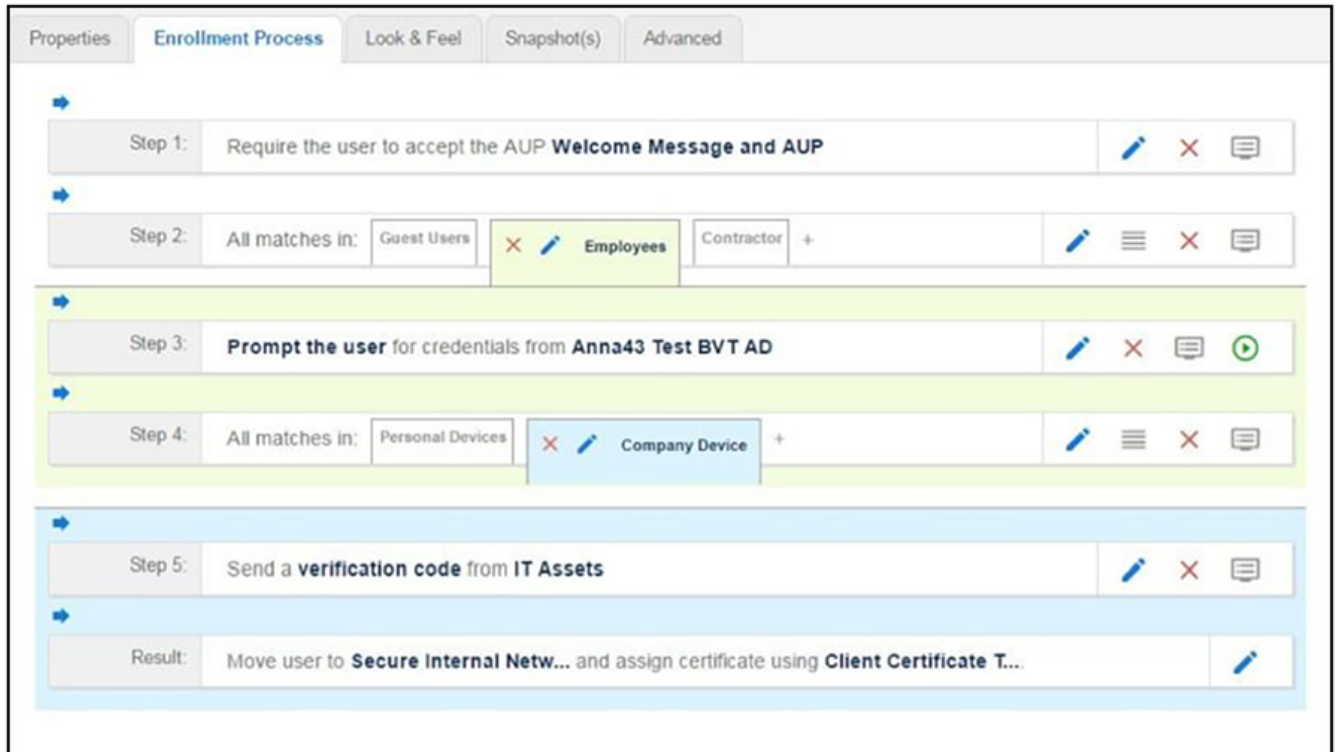 Properties Enrollment Process Look & Feel Snapshot(s) Advanced
Step 1: Require the user to accept the AUP Welcome Message and AUP
Step 2: All matches in: Guest Users Employees Contractor +
Step 3: Prompt the user for credentials from Anna43 Test BVT AD
Step 4: All matches in: Personal Devices Company Device +
Step 5: Send a verification code from IT Assets
Result: Move user to Secure Internal Netw... and assign certificate using Client Certificate T....